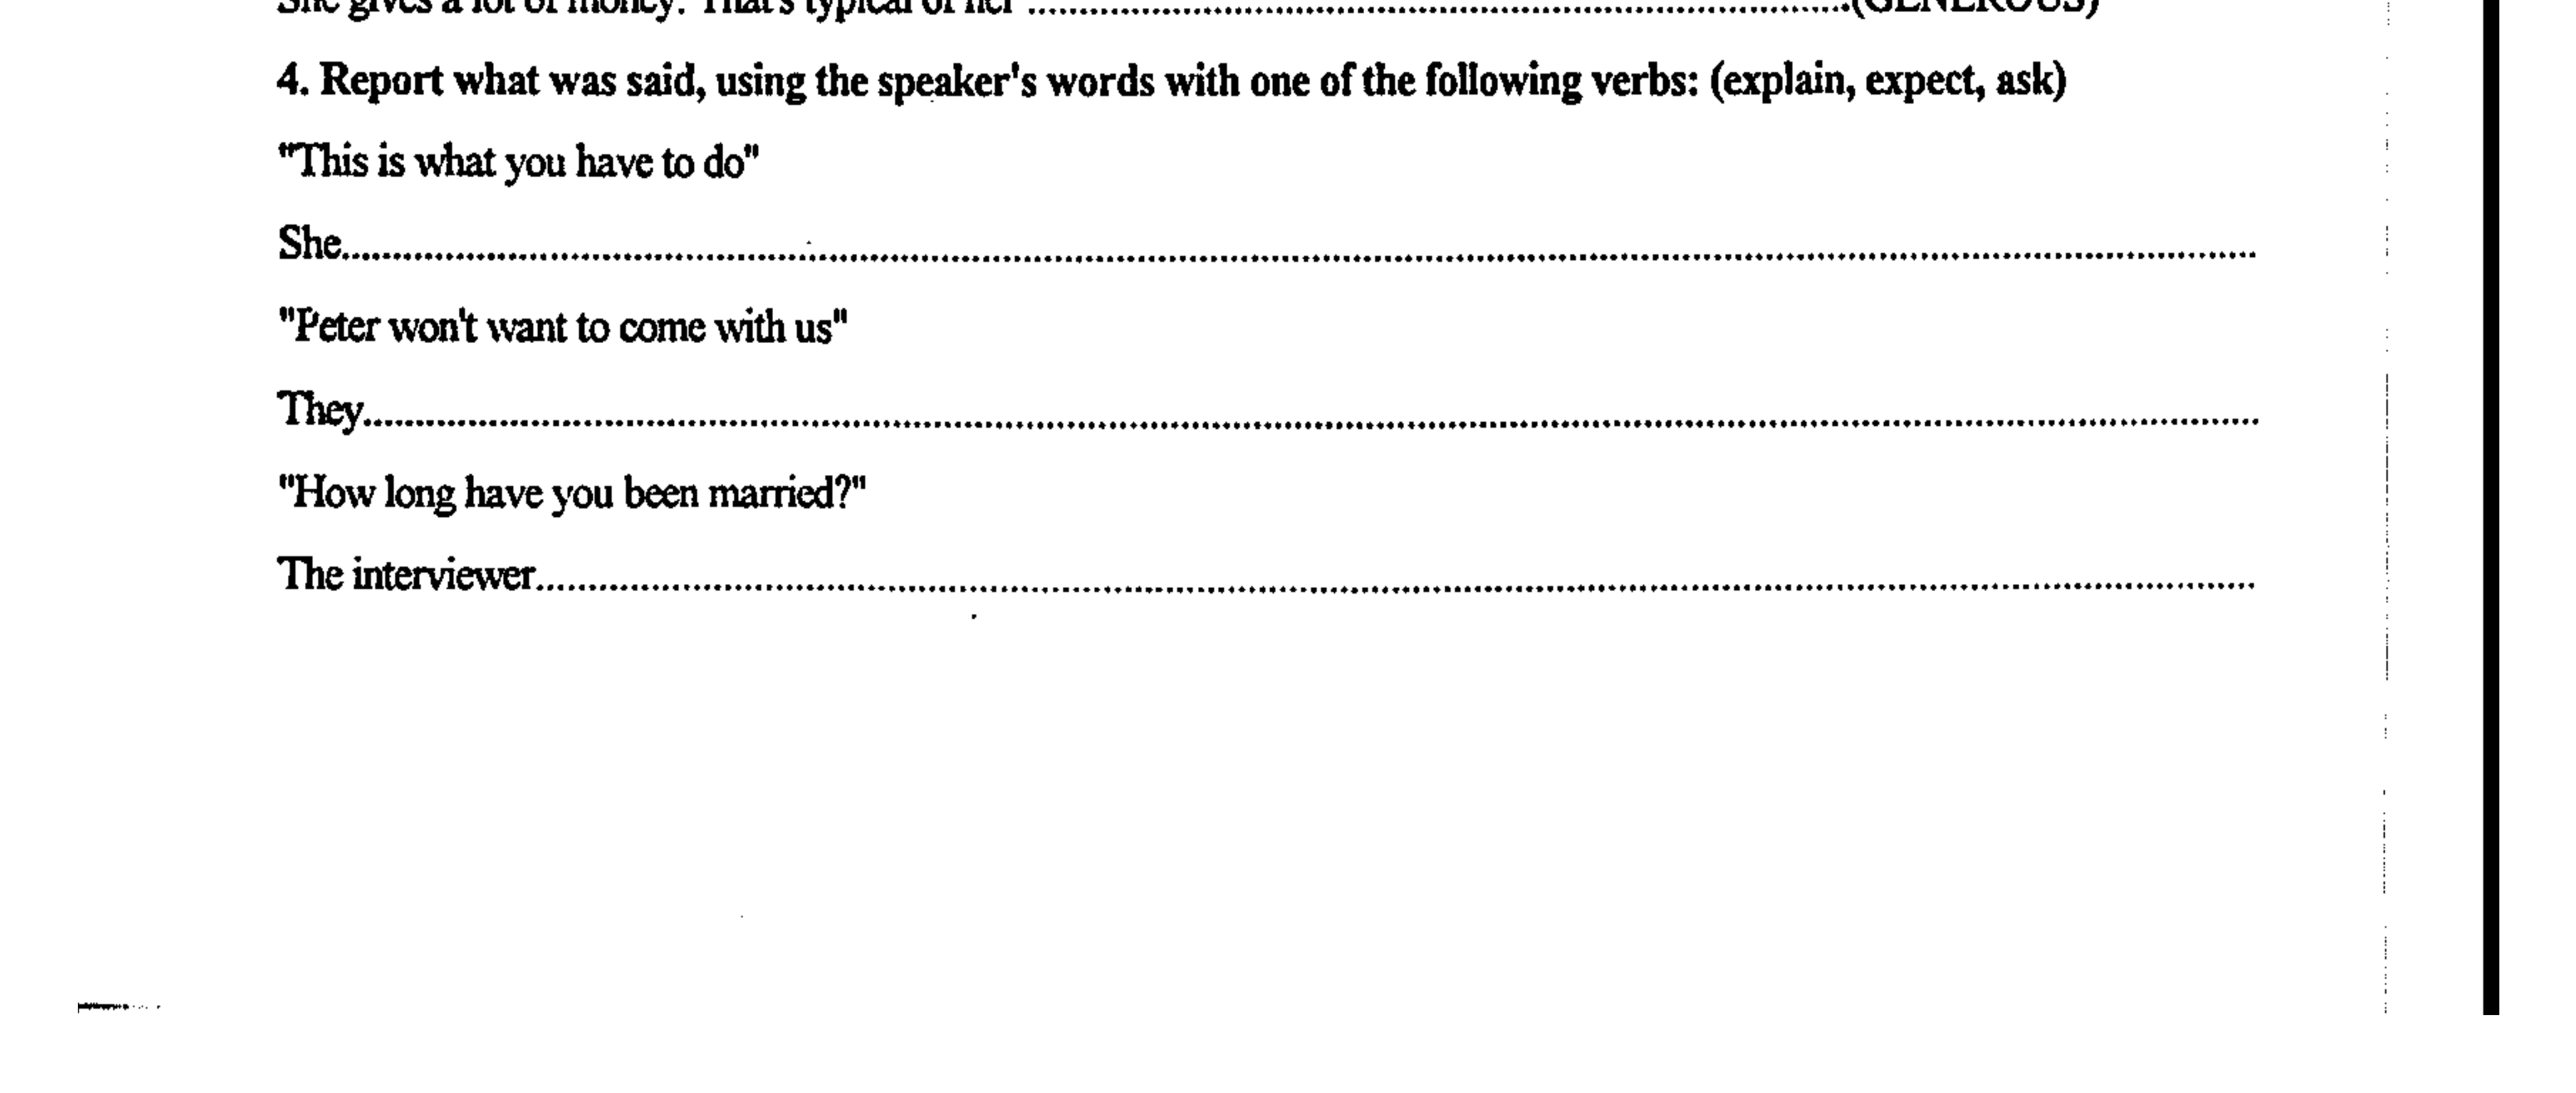 She gives a lot of money. That's typical of her ..........................................................................................(GENEROUS)
4. Report what was said, using the speaker's words with one of the following verbs: (explain, expect, ask)
"This is what you have to do"
She..........................................................................................
"Peter won't want to come with us"
They..........................................................................................
"How long have you been married?"
The interviewer..........................................................................................